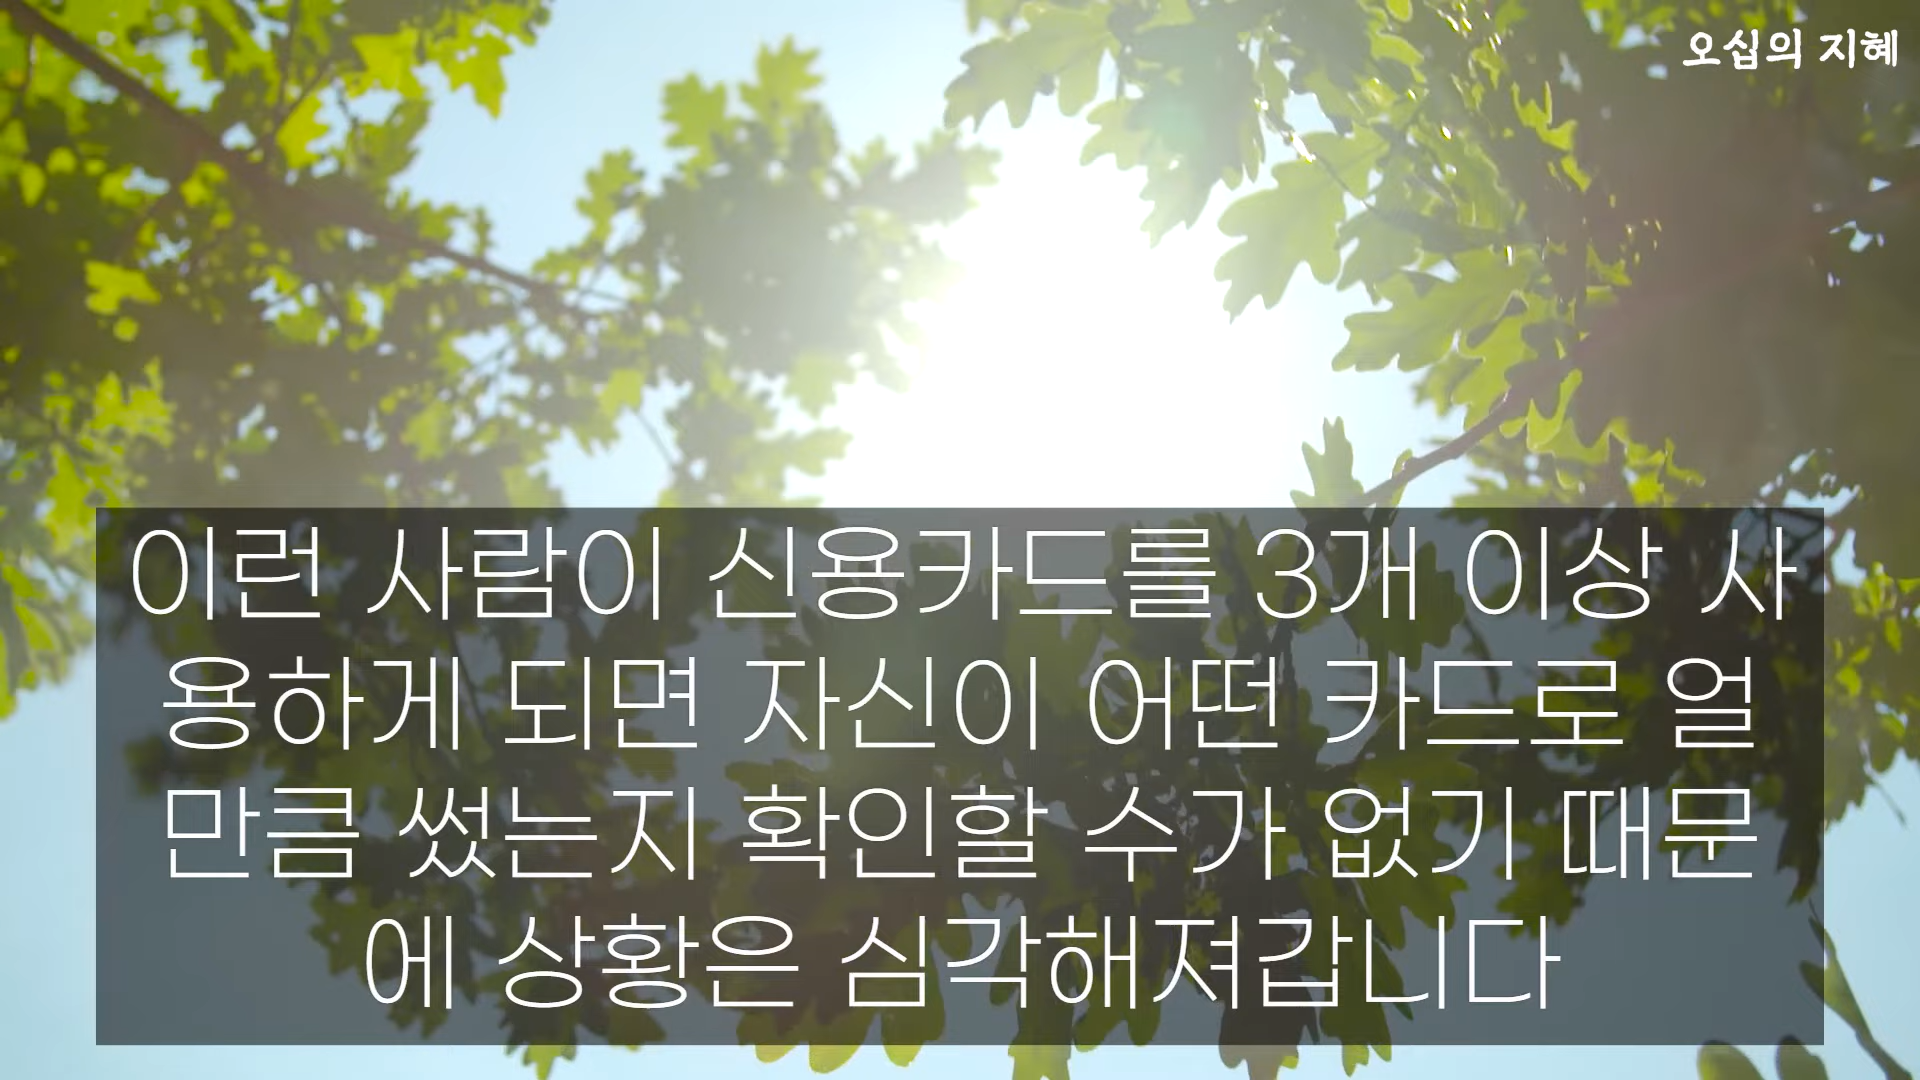 오십의 지혜
이런 사람이 신용카드를 3개 이상 사
용하게 되면 자신이 어떤 카드로 얼
만큼 썼는지 확인할 수가 없기 때문
에 상황은 심각해져갑니다